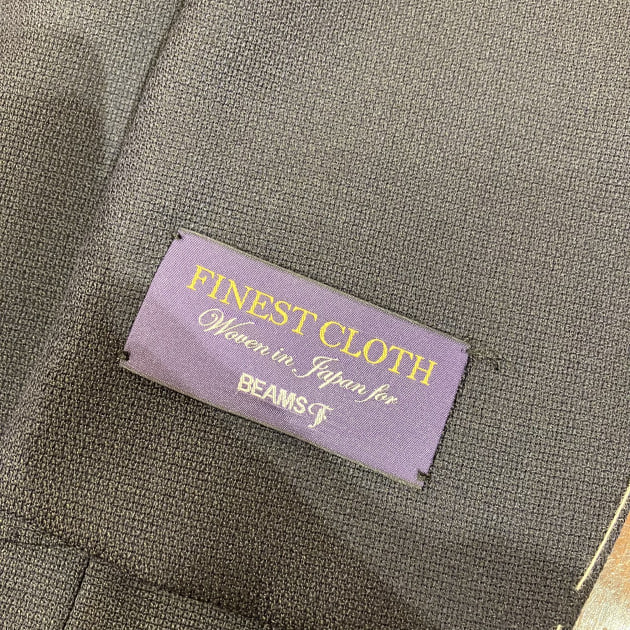 FINEST CLOTH
Woven in Japan for
BEAMS F